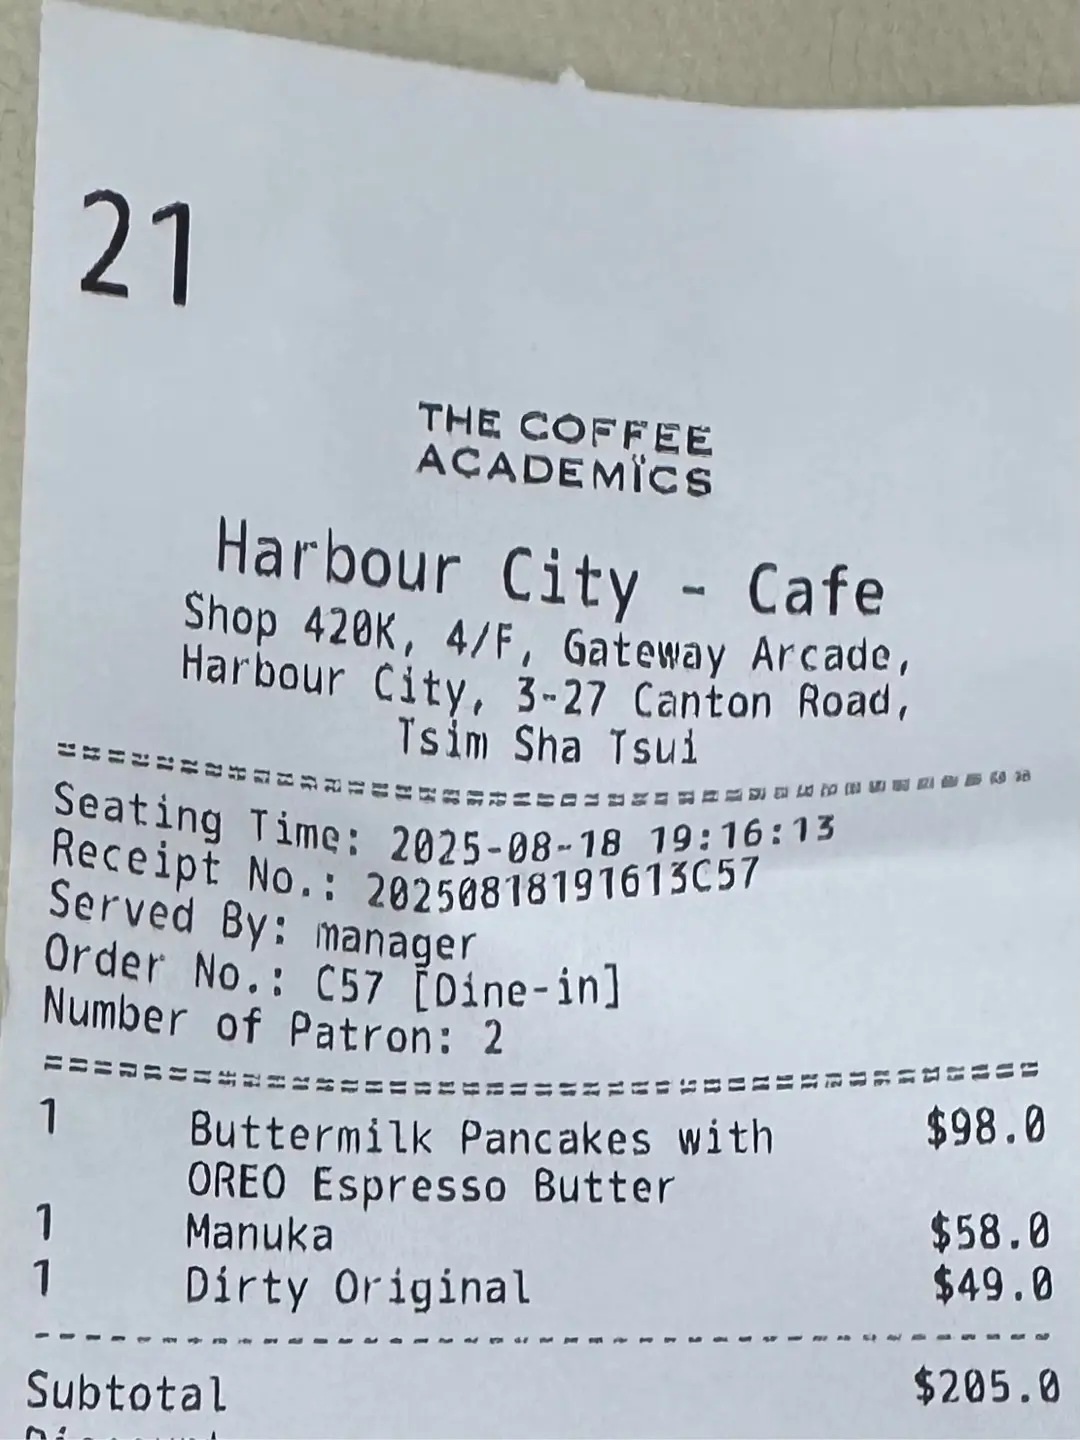 21
THE COFFEE
ACADEMÏCS
Harbour City - Cafe
Shop 420K, 4/F, Gateway Arcade,
Harbour City, 3-27 Canton Road,
Tsim Sha Tsui
Seating Time: 2025-08-18 19:16:13
Receipt No.: 20250818191613C57
Served By: manager
Order No.: C57 [Dine-in]
Number of Patron: 2
1 Buttermilk Pancakes with $98.0
OREO Espresso Butter
1 Manuka $58.0
1 Dirty Original $49.0
Subtotal $205.0